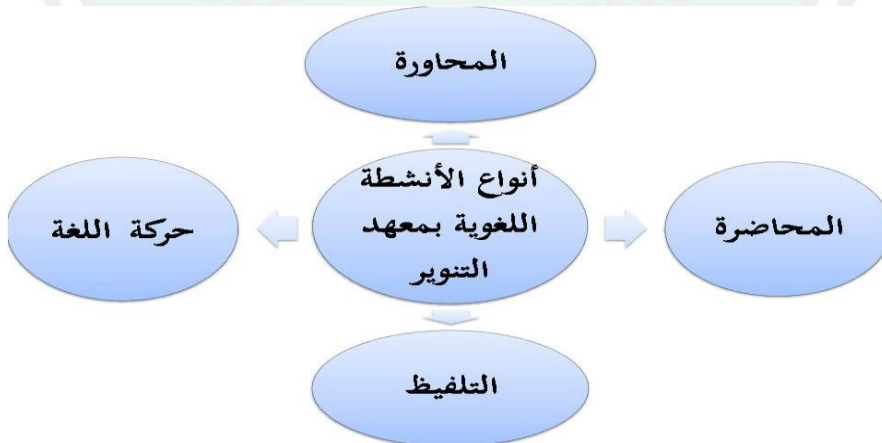 المحاورة
أنواع الأنشطة
اللغوية بمعهد
التنوير
حركة اللغة
المحاضرة
التلفيظ